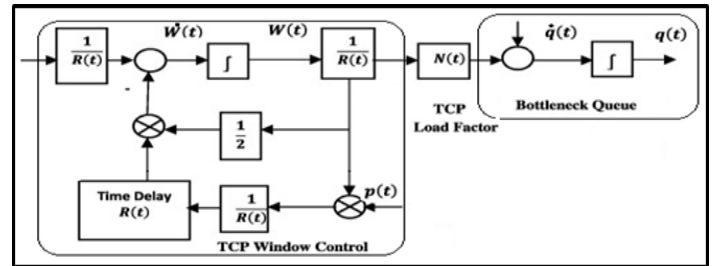 1
R(t)
Ẇ(t)
∫
W(t)
1
R(t)
N(t)
q̇(t)
∫
q(t)
TCP
Load Factor
Bottleneck Queue
-
1
2
Time Delay
R(t)
1
R(t)
p(t)
TCP Window Control